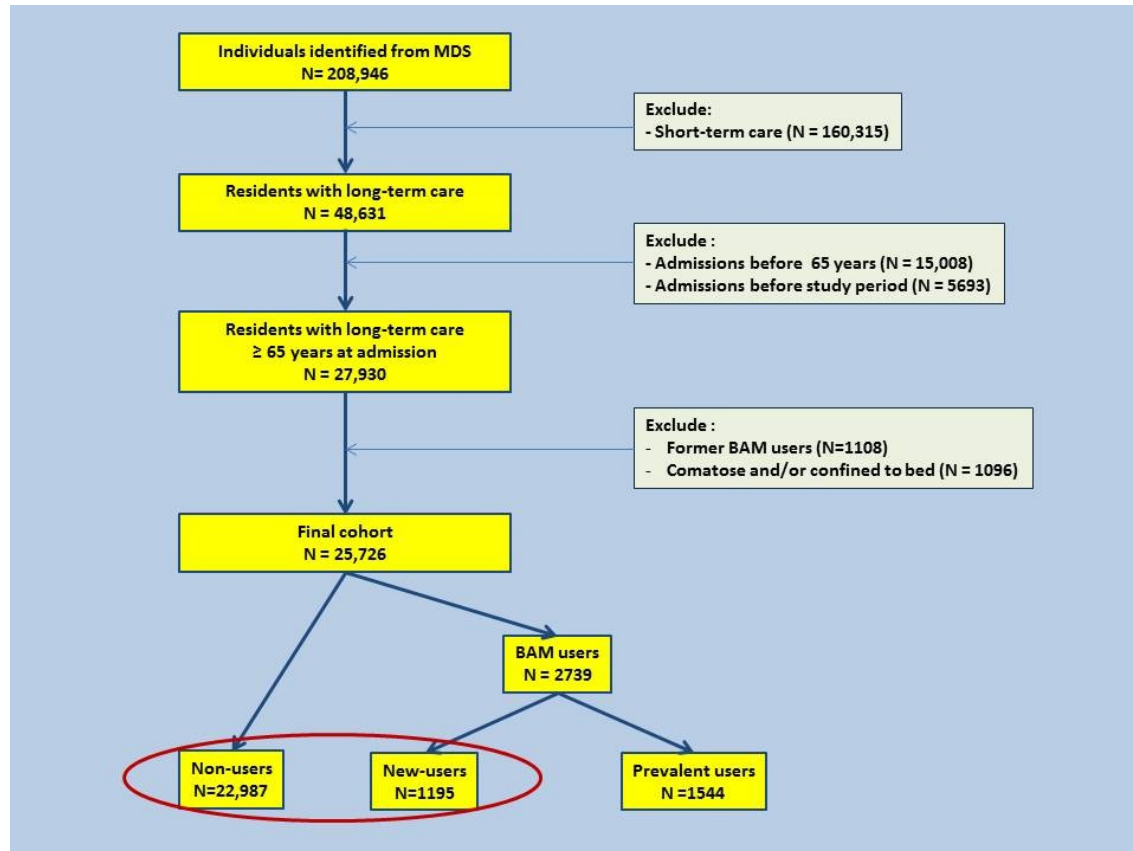 Individuals identified from MDS
N= 208,946
Exclude:
- Short-term care (N = 160,315)
Residents with long-term care
N = 48,631
Exclude :
- Admissions before 65 years (N = 15,008)
- Admissions before study period (N = 5693)
Residents with long-term care
≥ 65 years at admission
N = 27,930
Exclude :
- Former BAM users (N=1108)
- Comatose and/or confined to bed (N = 1096)
Final cohort
N = 25,726
BAM users
N = 2739
Non-users
N=22,987
New-users
N=1195
Prevalent users
N =1544